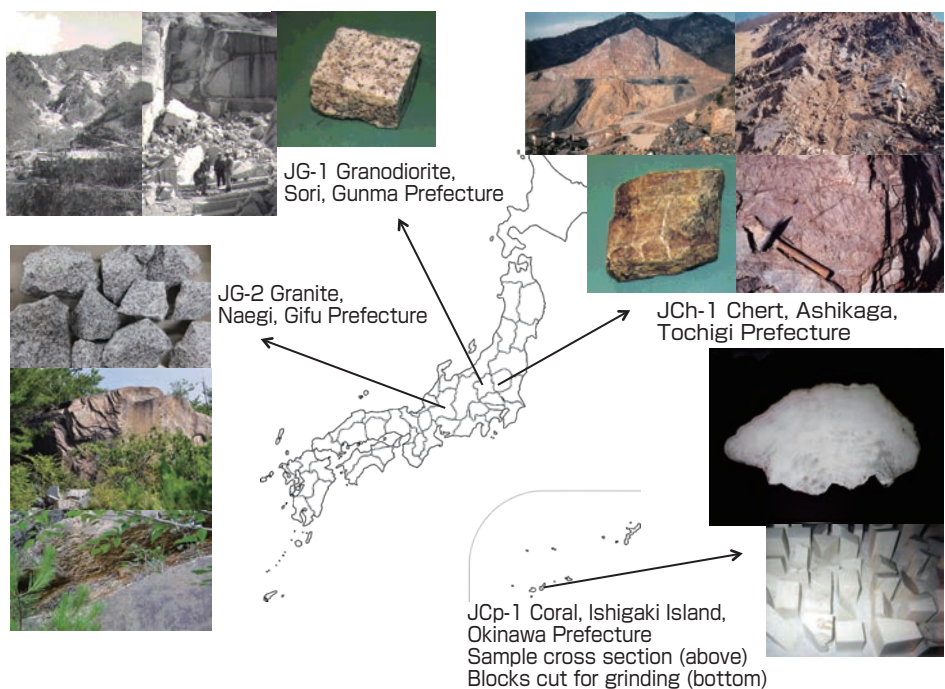 JG-1 Granodiorite,
Sori, Gunma Prefecture
JG-2 Granite,
Naegi, Gifu Prefecture
JCh-1 Chert, Ashikaga,
Tochigi Prefecture
JCp-1 Coral, Ishigaki Island,
Okinawa Prefecture
Sample cross section (above)
Blocks cut for grinding (bottom)